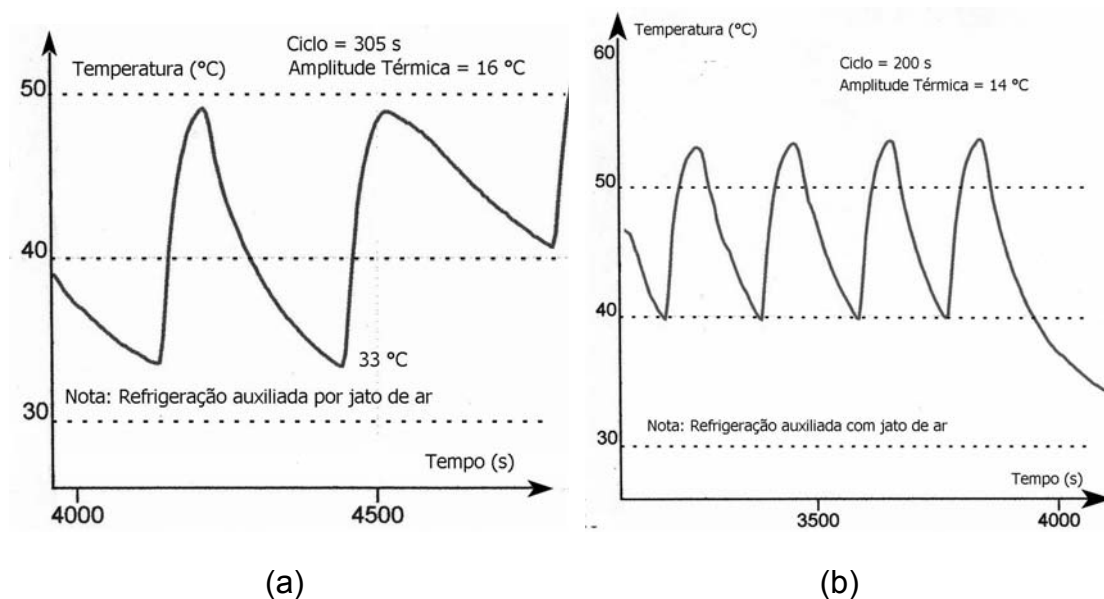 Ciclo = 305 s
Temperatura (°C)
Amplitude Térmica = 16 °C
50
40
33 °C
Nota: Refrigeração auxiliada por jato de ar
30
Tempo (s)
4000
4500
(a)
Temperatura (°C)
60
Ciclo = 200 s
Amplitude Térmica = 14 °C
50
40
Nota: Refrigeração auxiliada com jato de ar
30
Tempo (s)
3500
4000
(b)